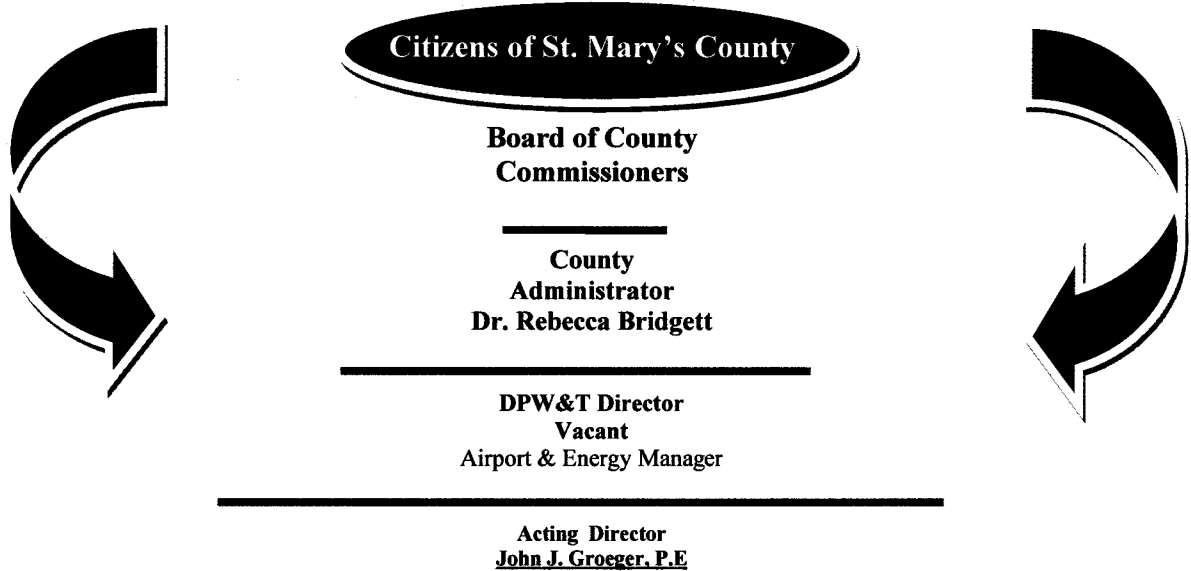 Citizens of St. Mary's County
Board of County
Commissioners
County
Administrator
Dr. Rebecca Bridgett
DPW&T Director
Vacant
Airport & Energy Manager
Acting Director
John J. Groeger, P.E